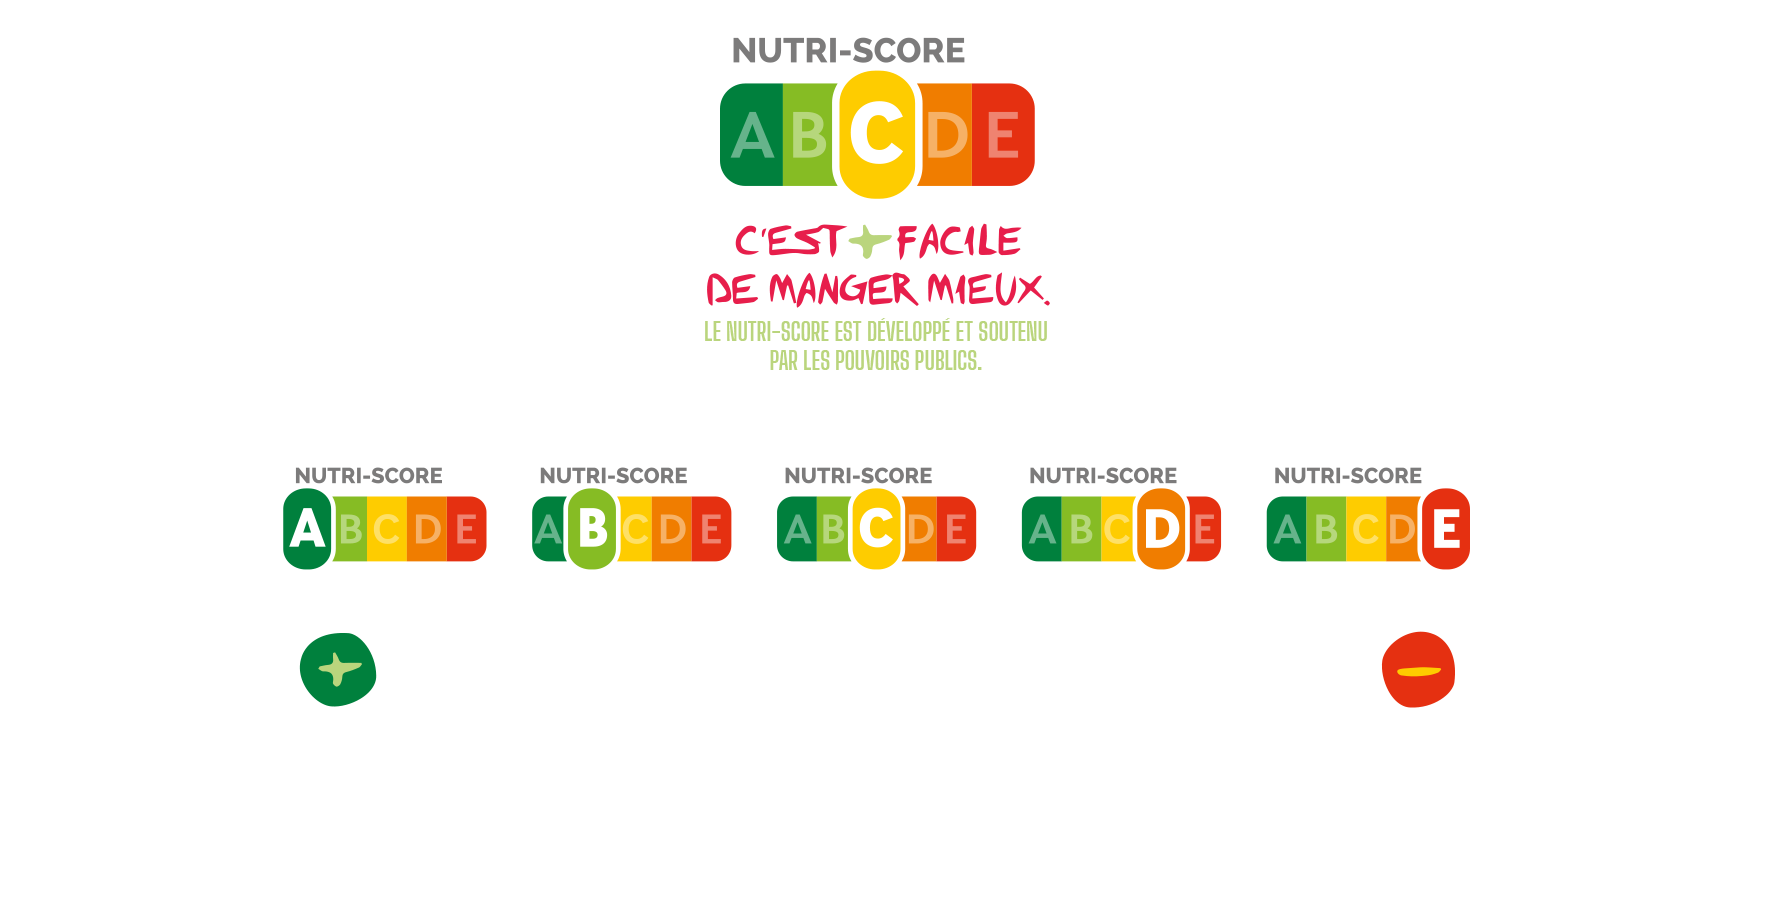 NUTRI-SCORE
A B C D E
C'EST + FACILE
DE MANGER MIEUX.
LE NUTRI-SCORE EST DÉVELOPPÉ ET SOUTENU
PAR LES POUVOIRS PUBLICS.
NUTRI-SCORE
A B C D E
NUTRI-SCORE
A B C D E
NUTRI-SCORE
A B C D E
NUTRI-SCORE
A B C D E
NUTRI-SCORE
A B C D E
+
-